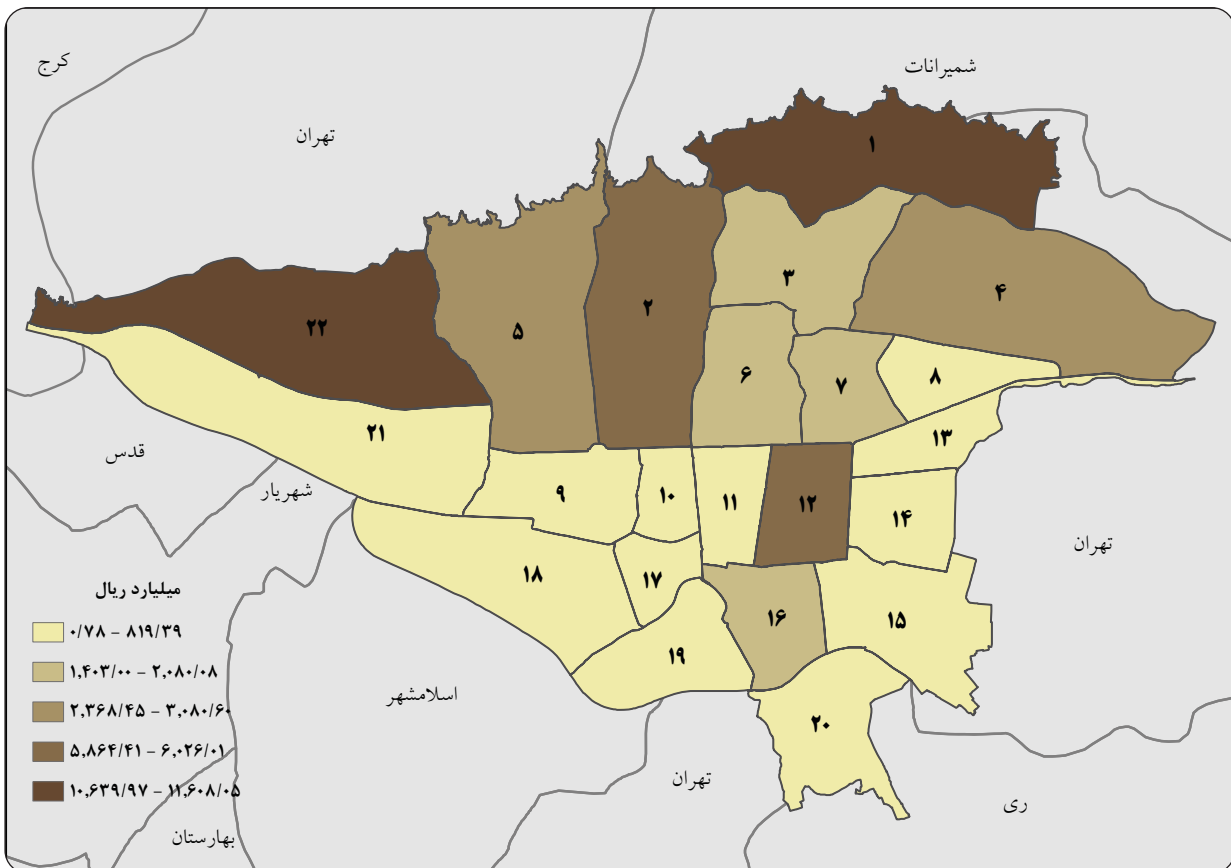 کرج
شمیرانات
تهران
۱
۳
۴
۲
۵
۲۲
۶
۷
۸
۲۱
۱۳
قدس
شهریار
۹
۱۰
۱۱
۱۲
۱۴
تهران
۱۸
۱۷
۱۶
۱۵
۱۹
اسلامشهر
۲۰
تهران
ری
بهارستان
میلیارد ریال
۰/۷۸ - ۸۱۹/۳۹
۱,۴۰۳/۰۰ - ۲,۰۸۰/۰۸
۲,۳۶۸/۴۵ - ۳,۰۸۰/۶۰
۵,۸۶۴/۴۱ - ۶,۰۲۶/۰۱
۱۰,۶۳۹/۹۷ - ۱۱,۶۰۸/۰۵